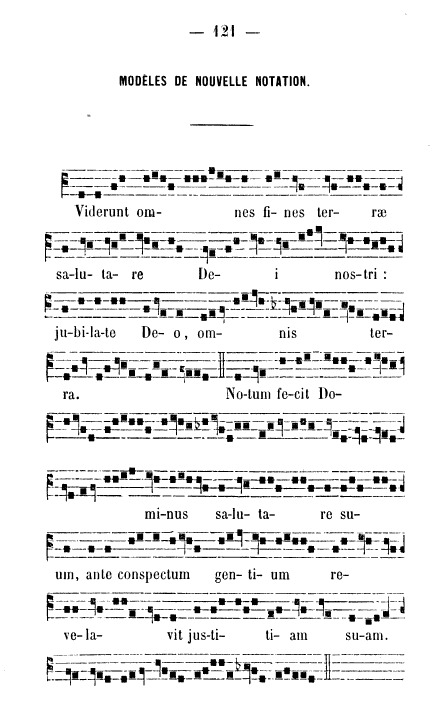 — 121 —
MODÈLES DE NOUVELLE NOTATION.
Viderunt om- nes fi- nes ter- ræ
sa-lu- ta- re De- i nos-tri :
ju-bi-la-te De- o, om- nis ter-
ra. No-tum fe-cit Do-
mi-nus sa-lu- ta- re su-
um, ante conspectum gen- ti- um re-
ve-la- vit jus-ti- ti- am su-am.